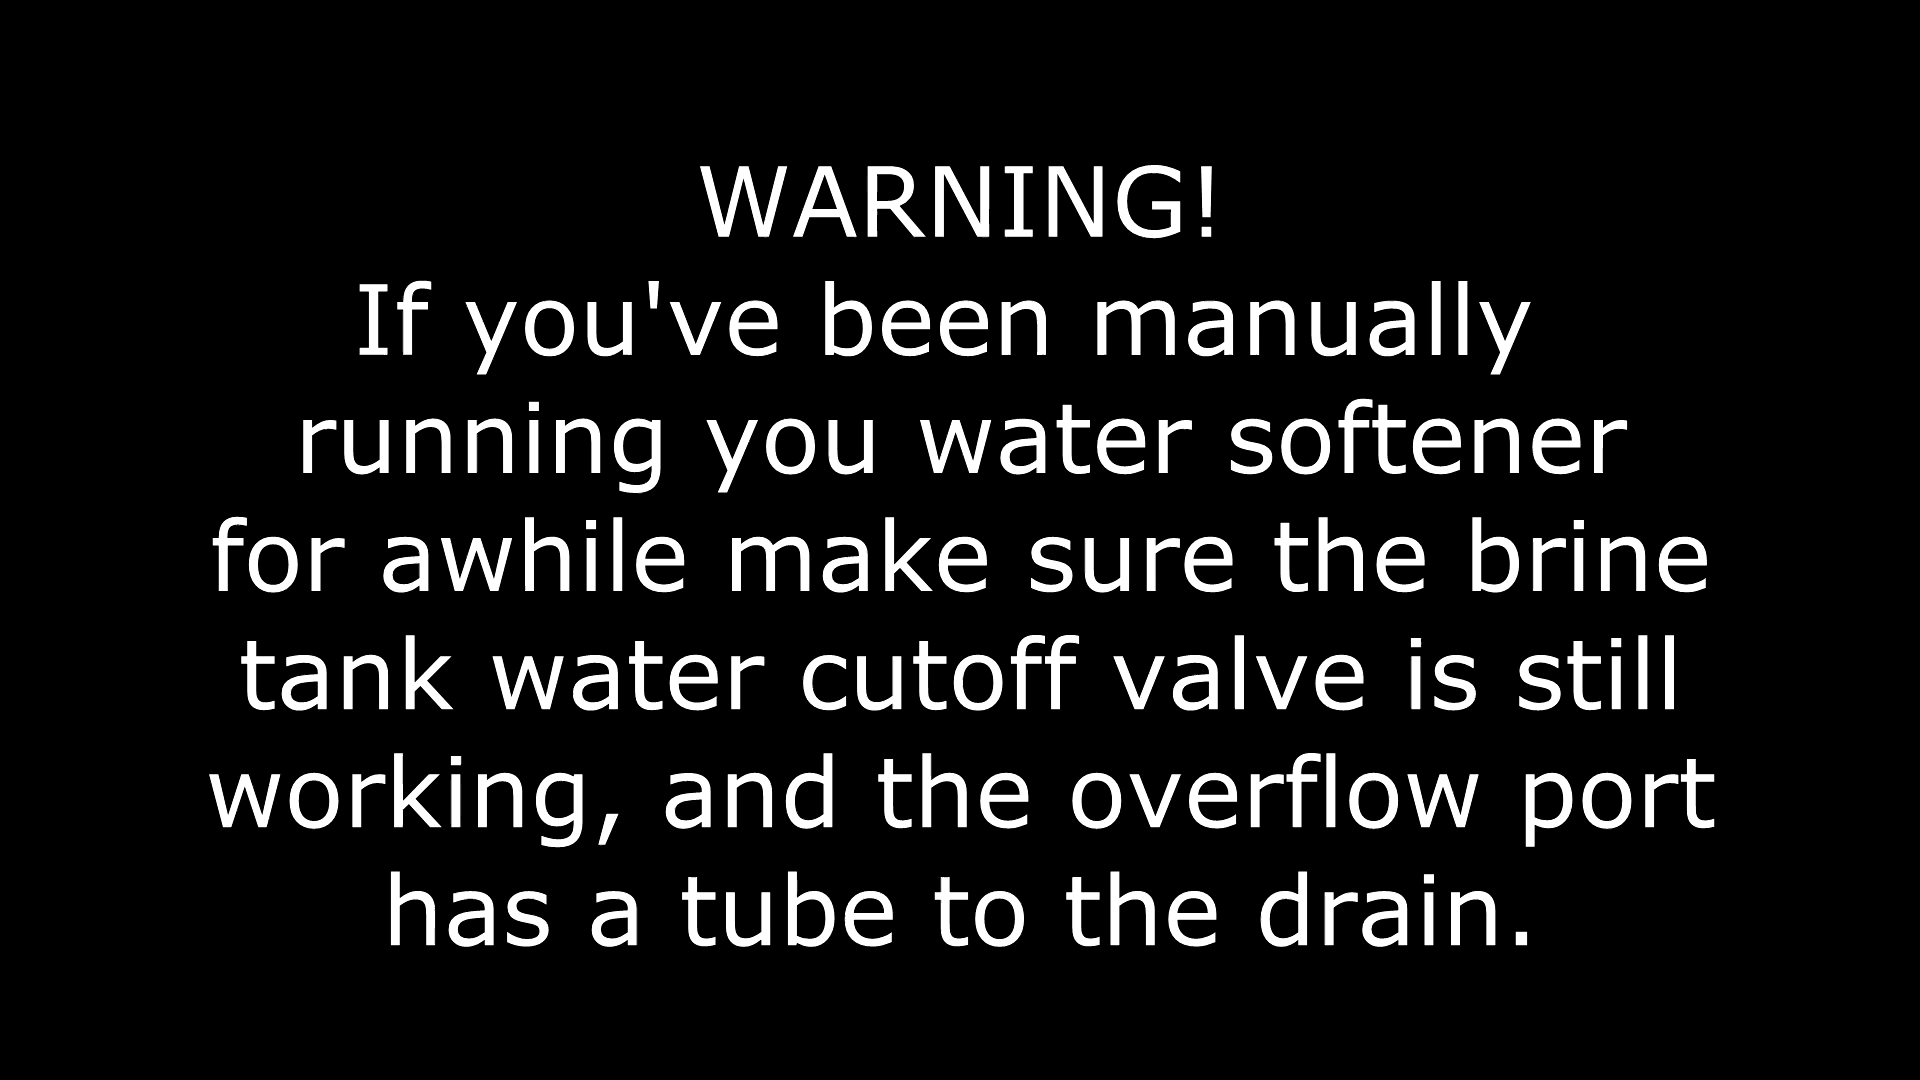 WARNING!
If you've been manually
running you water softener
for awhile make sure the brine
tank water cutoff valve is still
working, and the overflow port
has a tube to the drain.